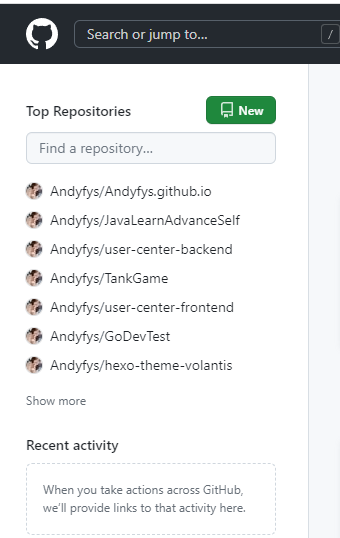 Search or jump to...
/
Top Repositories
New
Find a repository...
Andyfys/Andyfys.github.io
Andyfys/JavaLearnAdvanceSelf
Andyfys/user-center-backend
Andyfys/TankGame
Andyfys/user-center-frontend
Andyfys/GoDevTest
Andyfys/hexo-theme-volantis
Show more
Recent activity
When you take actions across GitHub,
we’ll provide links to that activity here.